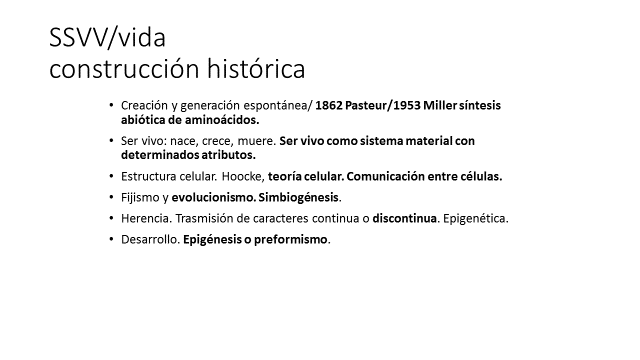 SSVV/vida
construcción histórica
• Creación y generación espontánea/ 1862 Pasteur/1953 Miller síntesis
abiótica de aminoácidos.
• Ser vivo: nace, crece, muere. Ser vivo como sistema material con
determinados atributos.
• Estructura celular. Hoocke, teoría celular. Comunicación entre células.
• Fijismo y evolucionismo. Simbiogénesis.
• Herencia. Trasmisión de caracteres continua o discontinua. Epigenética.
• Desarrollo. Epigénesis o preformismo.